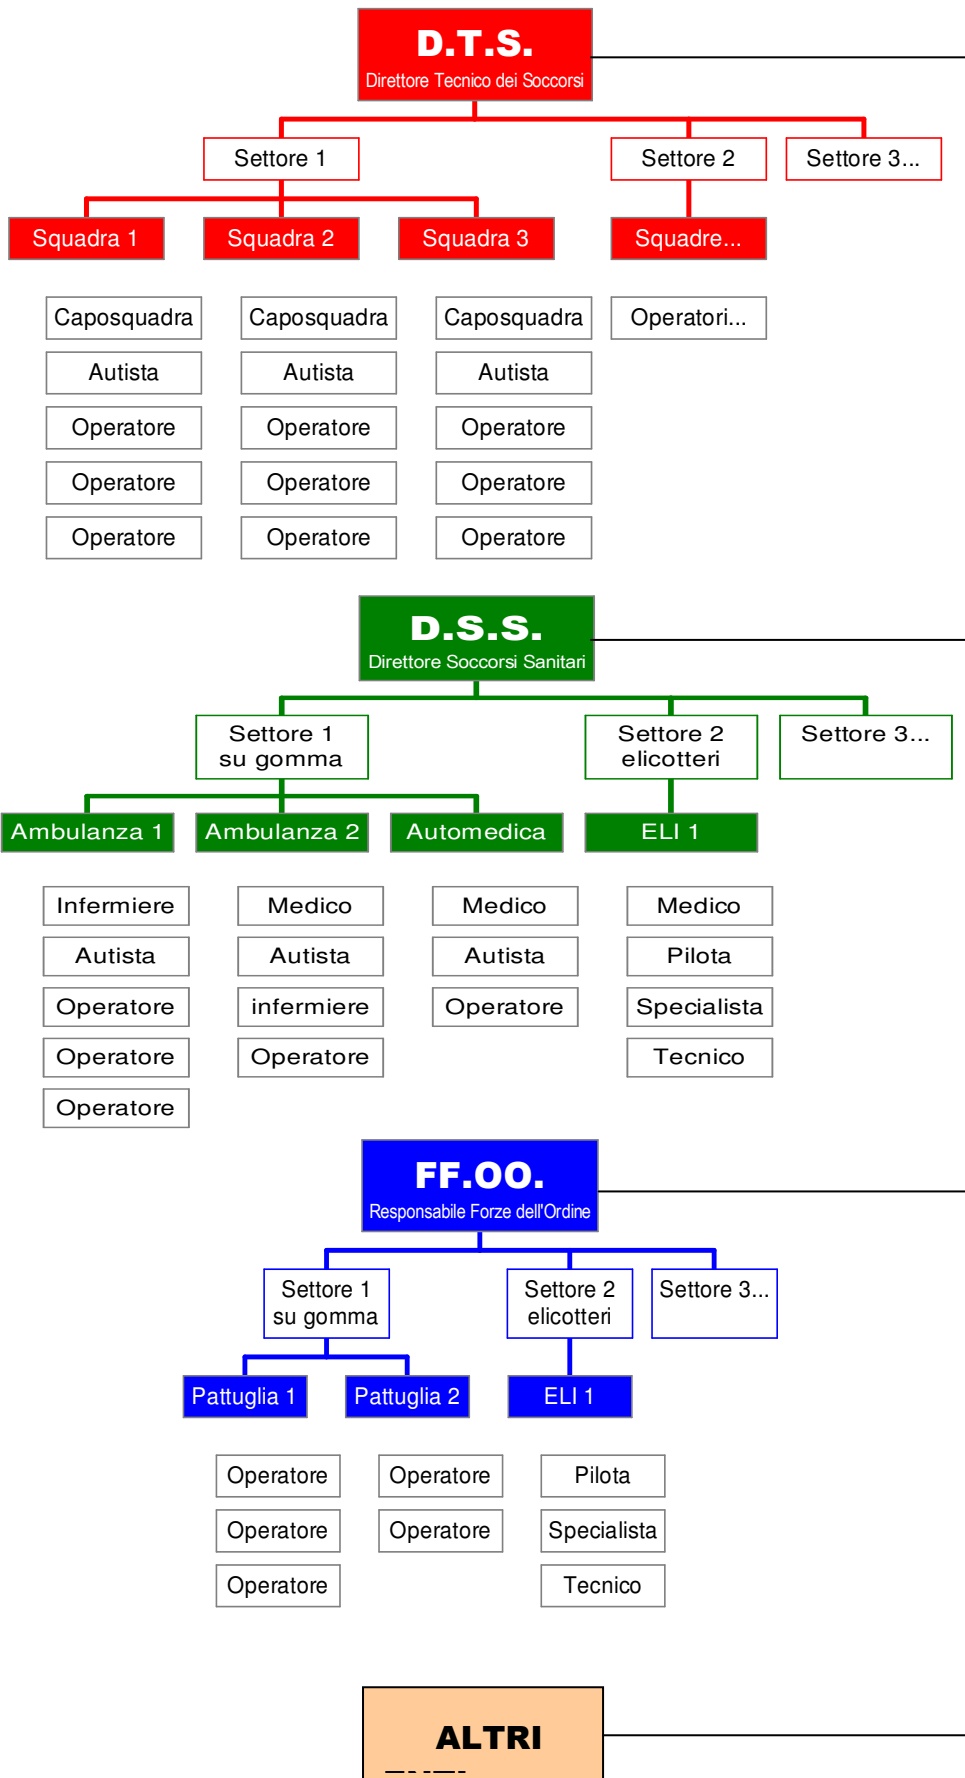 D.T.S.
Direttore Tecnico dei Soccorsi
Settore 1
Settore 2
Settore 3...
Squadra 1
Squadra 2
Squadra 3
Squadre...
Caposquadra
Caposquadra
Caposquadra
Operatori...
Autista
Autista
Autista
Operatore
Operatore
Operatore
Operatore
Operatore
Operatore
Operatore
Operatore
Operatore
D.S.S.
Direttore Soccorsi Sanitari
Settore 1
su gomma
Settore 2
elicotteri
Settore 3...
Ambulanza 1
Ambulanza 2
Automedica
ELI 1
Infermiere
Medico
Medico
Medico
Autista
Autista
Autista
Pilota
Operatore
infermiere
Operatore
Specialista
Operatore
Operatore
Tecnico
Operatore
FF.OO.
Responsabile Forze dell'Ordine
Settore 1
su gomma
Settore 2
elicotteri
Settore 3...
Pattuglia 1
Pattuglia 2
ELI 1
Operatore
Operatore
Pilota
Operatore
Operatore
Specialista
Operatore
Tecnico
ALTRI